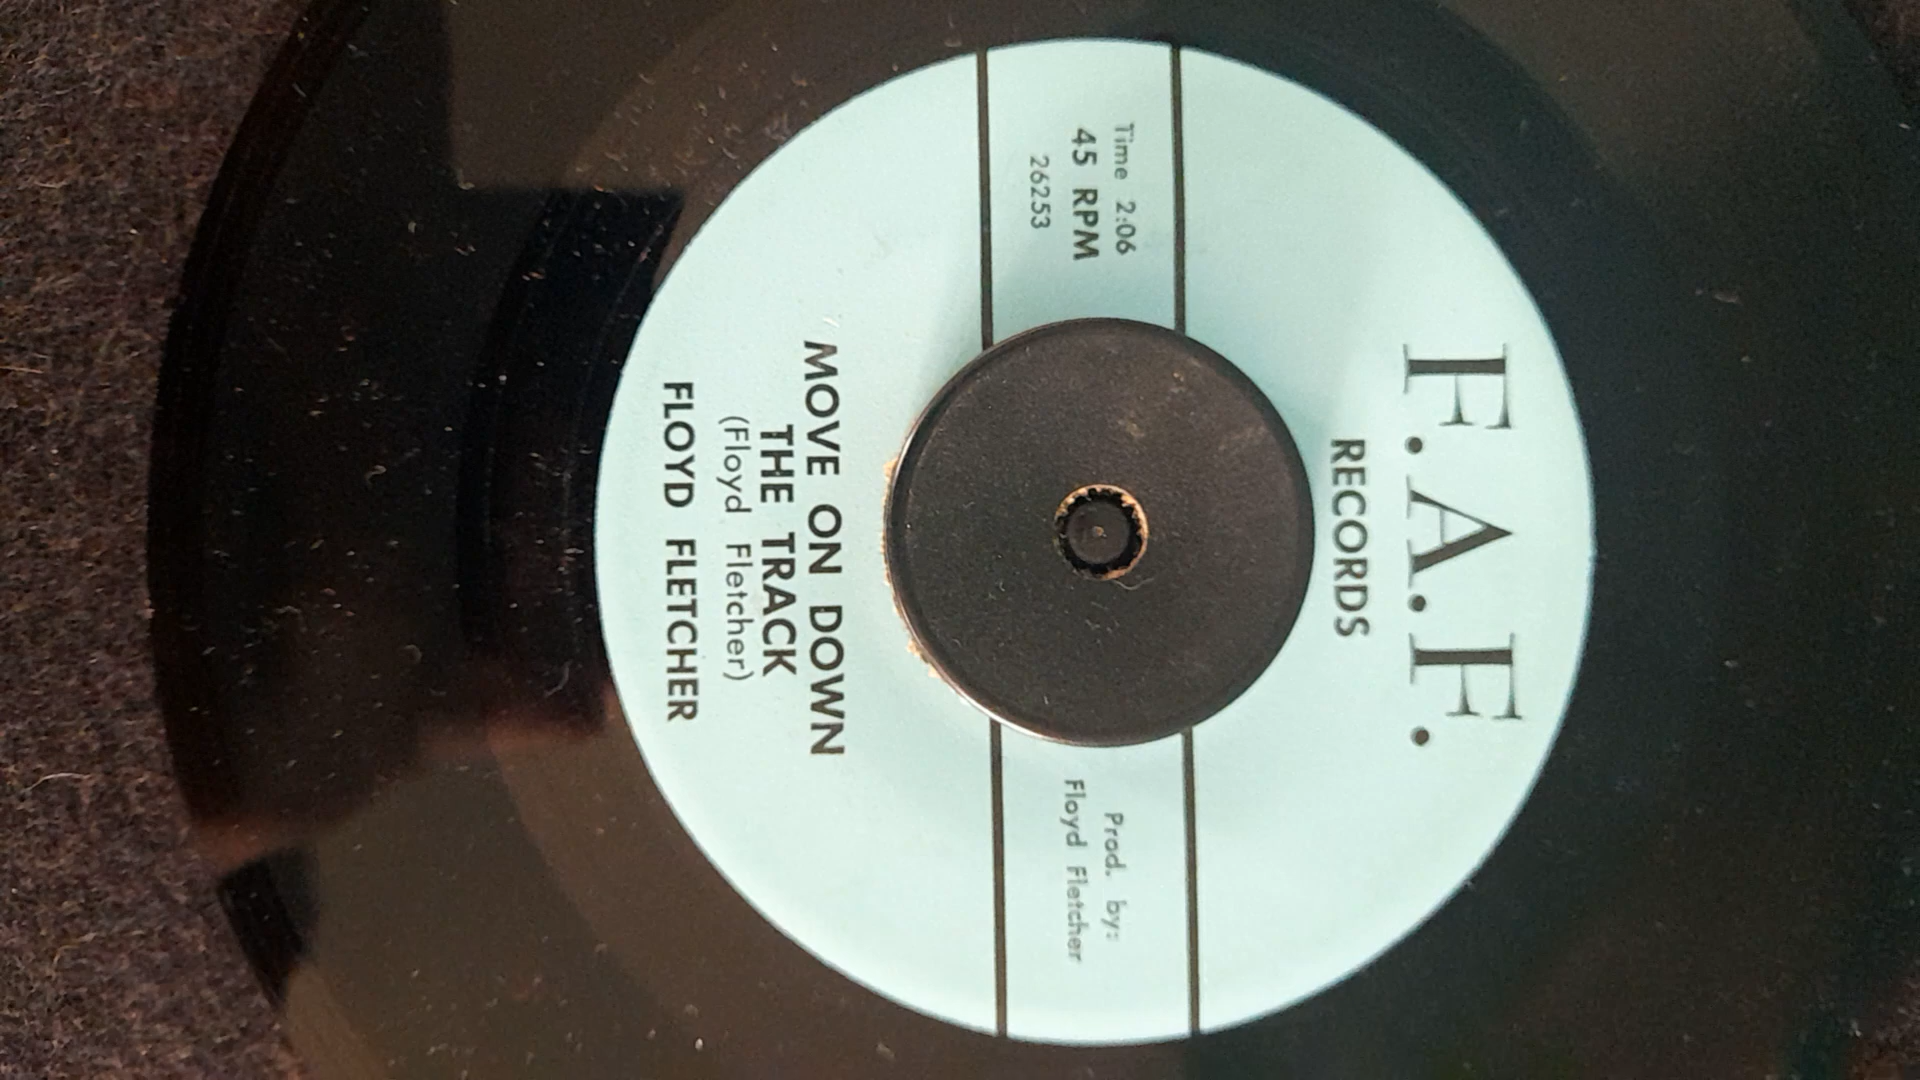 F.A.F.
RECORDS
Time 2:06
45 RPM
26253
Prod. by:
Floyd Fletcher
"MOVE ON DOWN
THE TRACK
(Floyd Fletcher)
FLOYD FLETCHER